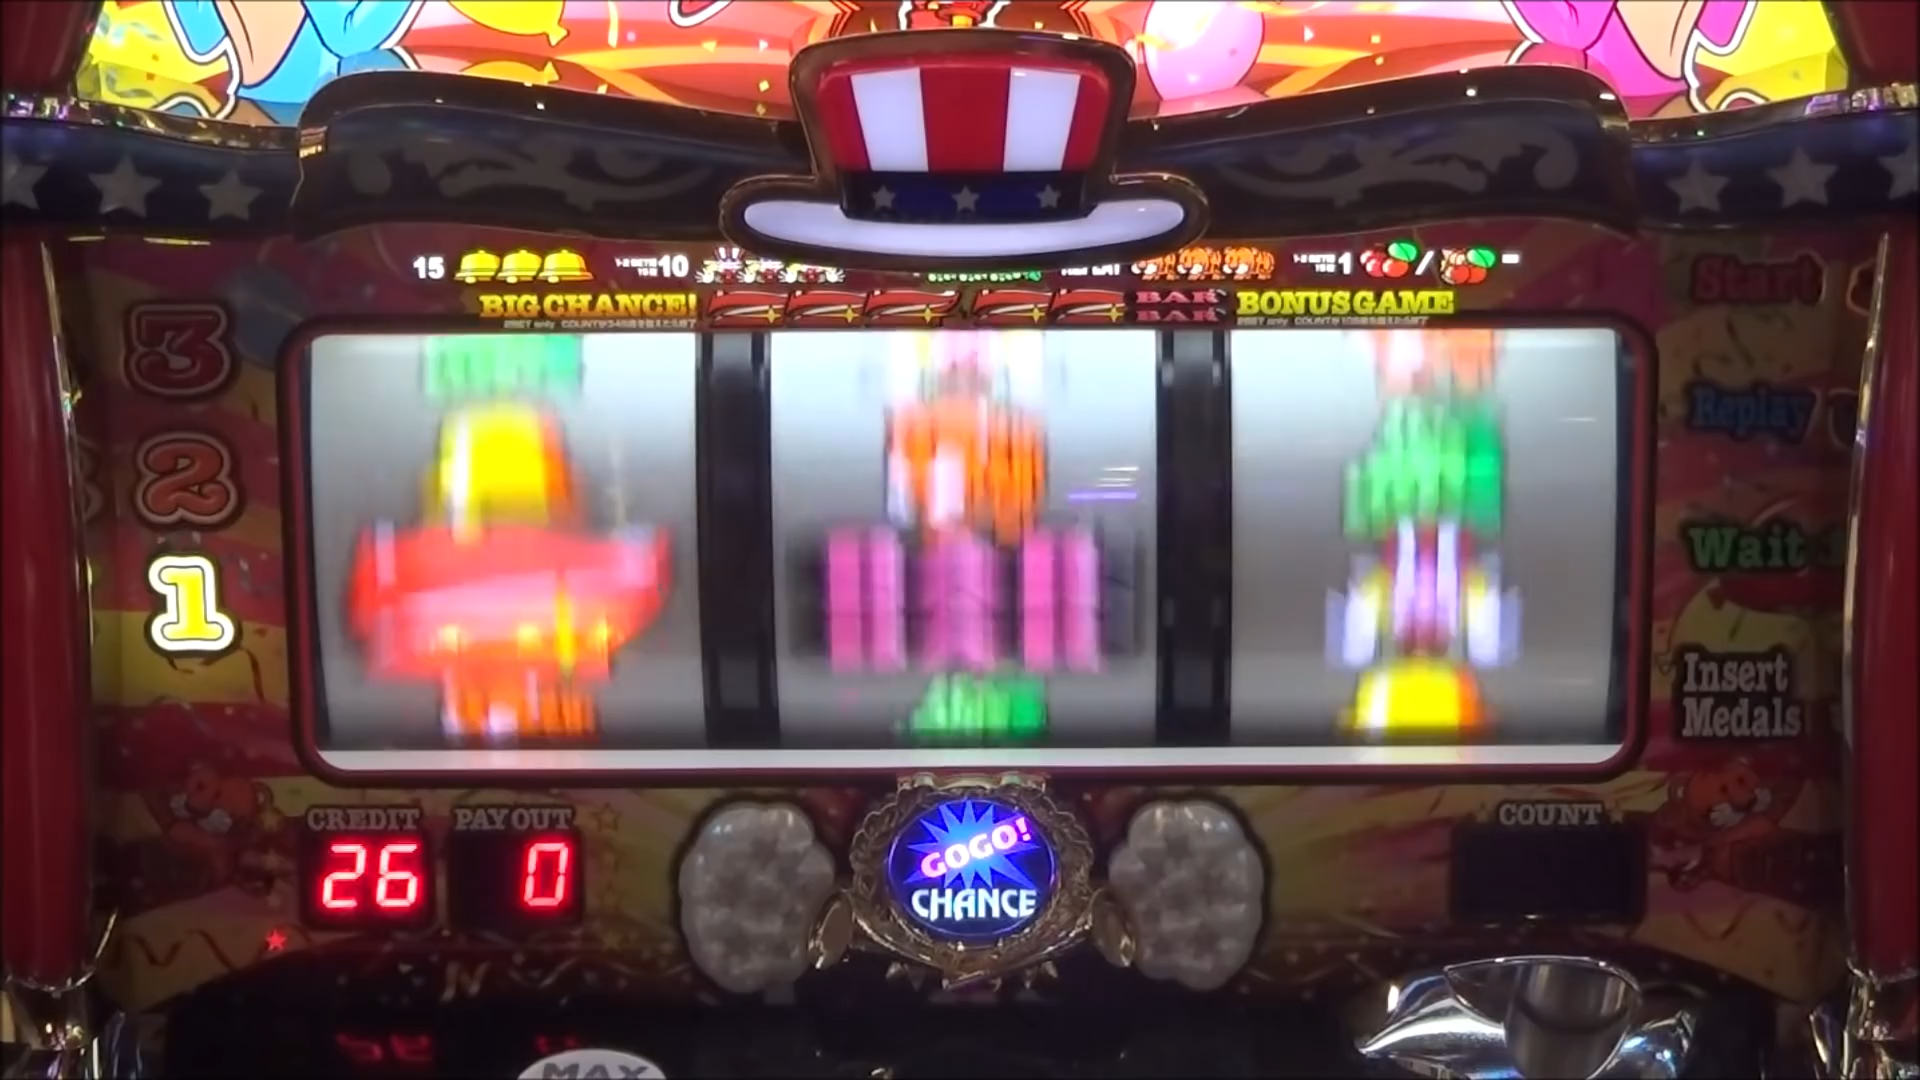 15
10
1
/
BIG CHANCE!
BAR
BAR
BONUS GAME
3
2
1
Start
Replay
Wait
Insert
Medals
CREDIT
PAY OUT
COUNT
26
0
GOGO!
CHANCE
MAX